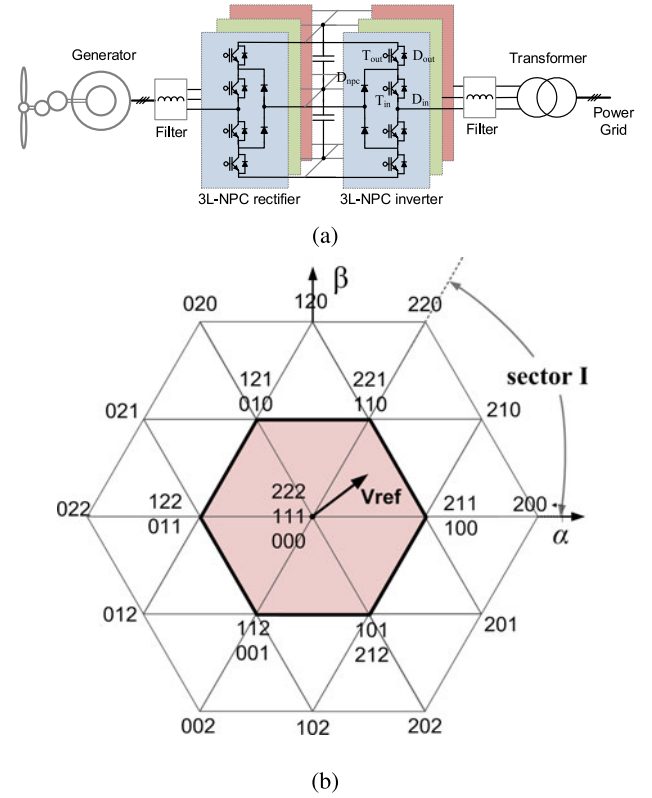 Generator
Filter
T_out
D_out
D_npc
T_in
D_in
Transformer
Filter
Power
Grid
3L-NPC rectifier
3L-NPC inverter
(a)
β
020
120
220
sector I
121
221
010
110
021
210
Vref
222
122
211
200
022
111
011
100
000
α
012
112
101
201
001
212
002
102
202
(b)